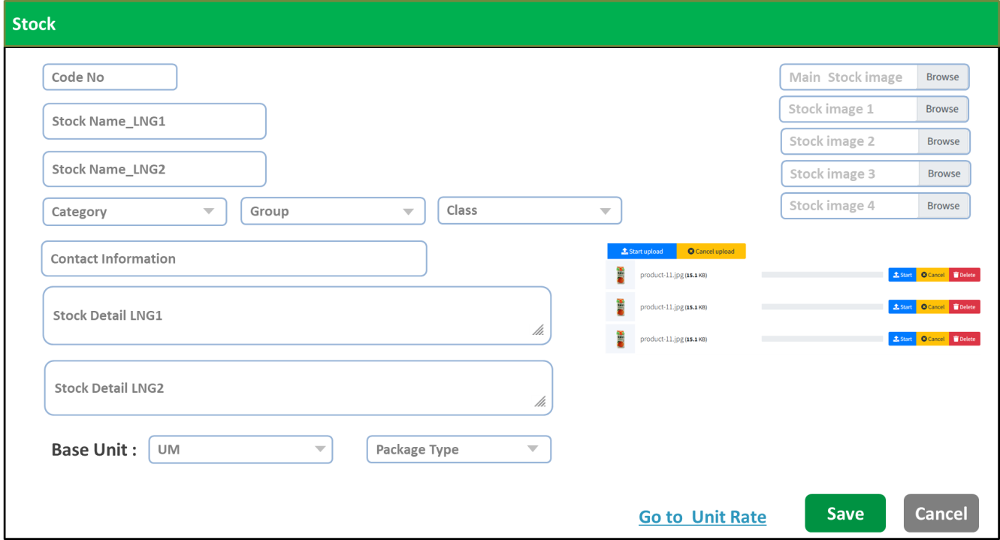 Stock
Code No
Main Stock image Browse
Stock image 1 Browse
Stock Name_LNG1
Stock image 2 Browse
Stock Name_LNG2
Stock image 3 Browse
Category Group Class
Stock image 4 Browse
Contact Information
Start upload Cancel upload
product-11.jpg (15.1 KB) Start Cancel Delete
Stock Detail LNG1
product-11.jpg (15.1 KB) Start Cancel Delete
product-11.jpg (15.1 KB) Start Cancel Delete
Stock Detail LNG2
Base Unit : UM Package Type
Go to Unit Rate Save Cancel